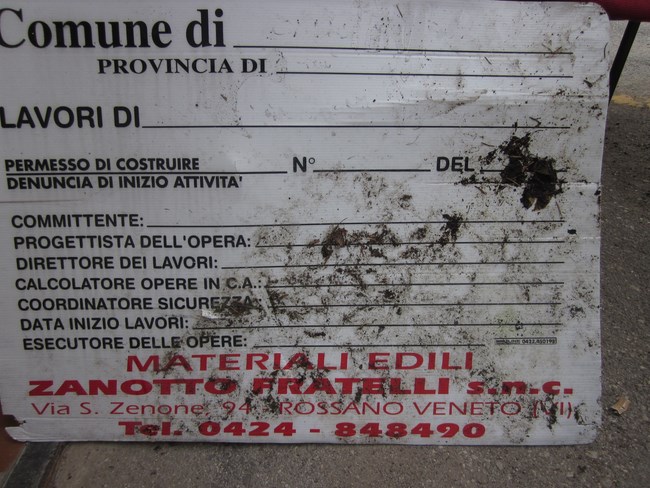 Comune di
PROVINCIA DI
LAVORI DI
PERMESSO DI COSTRUIRE N° DEL
DENUNCIA DI INIZIO ATTIVITA'
COMMITTENTE:
PROGETTISTA DELL'OPERA:
DIRETTORE DEI LAVORI:
CALCOLATORE OPERE IN C.A.:
COORDINATORE SICUREZZA:
DATA INIZIO LAVORI:
ESECUTORE DELLE OPERE:
MATERIALI EDILI
ZANOTTO FRATELLI s.n.c.
Via S. Zenone, 94 - ROSSANO VENETO (VI)
Tel. 0424 - 848490